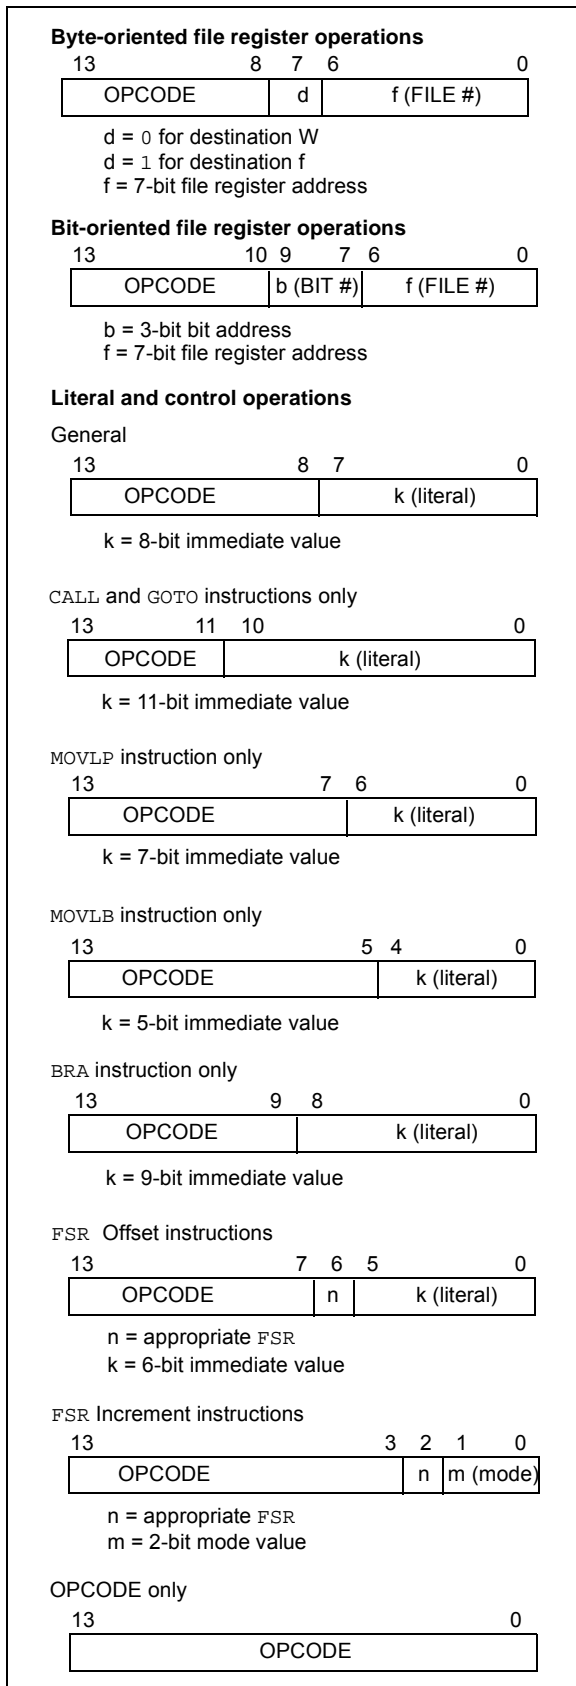 Byte-oriented file register operations
13 8 7 6 0
OPCODE d f (FILE #)
d = 0 for destination W
d = 1 for destination f
f = 7-bit file register address
Bit-oriented file register operations
13 10 9 7 6 0
OPCODE b (BIT #) f (FILE #)
b = 3-bit bit address
f = 7-bit file register address
Literal and control operations
General
13 8 7 0
OPCODE k (literal)
k = 8-bit immediate value
CALL and GOTO instructions only
13 11 10 0
OPCODE k (literal)
k = 11-bit immediate value
MOVLP instruction only
13 7 6 0
OPCODE k (literal)
k = 7-bit immediate value
MOVLB instruction only
13 5 4 0
OPCODE k (literal)
k = 5-bit immediate value
BRA instruction only
13 9 8 0
OPCODE k (literal)
k = 9-bit immediate value
FSR Offset instructions
13 7 6 5 0
OPCODE n k (literal)
n = appropriate FSR
k = 6-bit immediate value
FSR Increment instructions
13 3 2 1 0
OPCODE n m (mode)
n = appropriate FSR
m = 2-bit mode value
OPCODE only
13 0
OPCODE